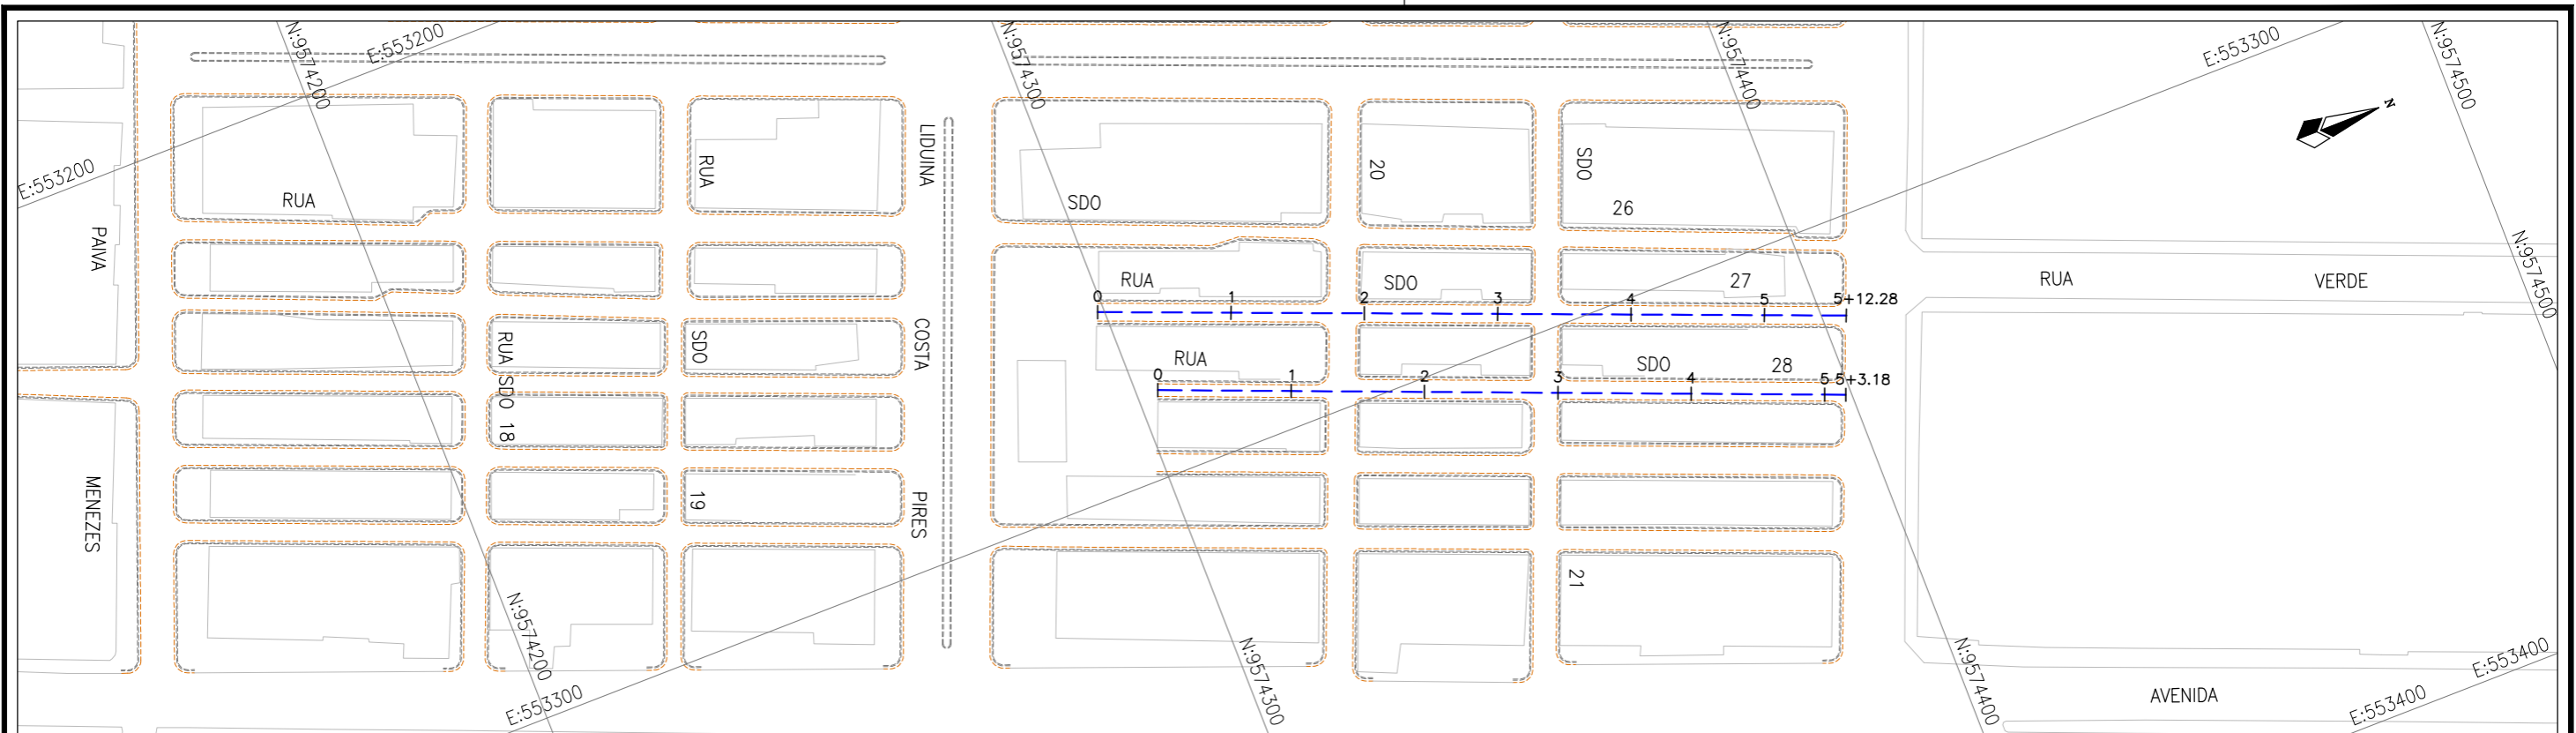 N:9574200
E:553200
N:9574300
N:9574400
E:553300
N:9574500
N
E:553200
RUA
RUA
LIDUINA
SDO
20
SDO
26
PAIVA
RUA
SDO
27
RUA
VERDE
N:9574500
0 1 2 3 4 5 5+12.28
RUA
SDO
COSTA
RUA
SDO
28
0 1 2 3 4 5 5+3.18
SDO
18
MENEZES
19
PIRES
21
N:9574200
N:9574300
N:9574400
E:553400
E:553300
AVENIDA
E:553400